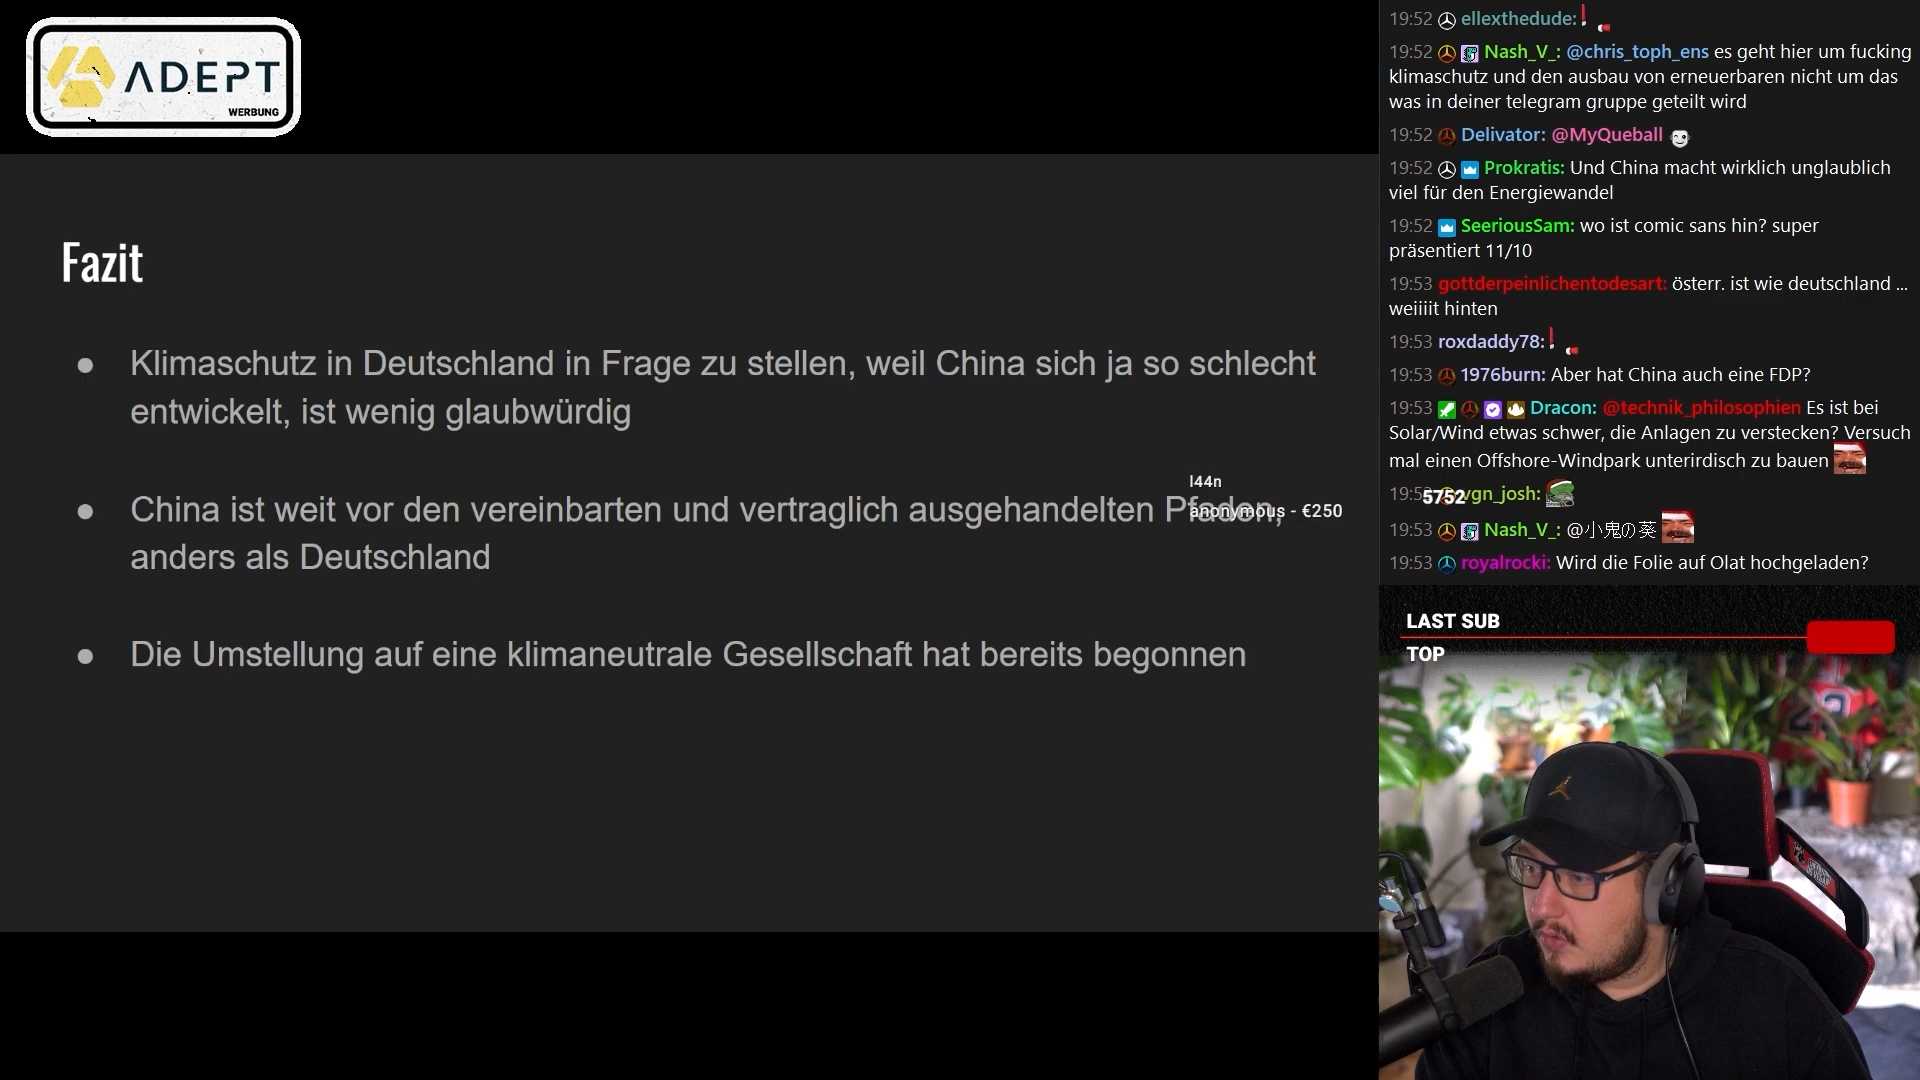 ADEPT
WERBUNG
Fazit
● Klimaschutz in Deutschland in Frage zu stellen, weil China sich ja so schlecht
entwickelt, ist wenig glaubwürdig
● China ist weit vor den vereinbarten und vertraglich ausgehandelten Pfaden,
anders als Deutschland
● Die Umstellung auf eine klimaneutrale Gesellschaft hat bereits begonnen
l44n
anonymous - €250
19:52 ellexthedude:
19:52 Nash_V_: @chris_toph_ens es geht hier um fucking
klimaschutz und den ausbau von erneuerbaren nicht um das
was in deiner telegram gruppe geteilt wird
19:52 Delivator: @MyQueball
19:52 Prokratis: Und China macht wirklich unglaublich
viel für den Energiewandel
19:52 SeeriousSam: wo ist comic sans hin? super
präsentiert 11/10
19:53 gottderpeinlichentodesart: österr. ist wie deutschland ...
weiiiit hinten
19:53 roxdaddy78:
19:53 1976burn: Aber hat China auch eine FDP?
19:53 Dracon: @technik_philosophien Es ist bei
Solar/Wind etwas schwer, die Anlagen zu verstecken? Versuch
mal einen Offshore-Windpark unterirdisch zu bauen
5752
vgn_josh:
19:53 Nash_V_: @小鬼の葵
19:53 royalrocki: Wird die Folie auf Olat hochgeladen?
LAST SUB
TOP
23